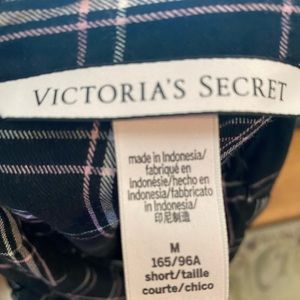 VICTORIA'S SECRET
made in Indonesia/
fabriqué en
indonésie/hecho en
Indonesia/fabbricato
in Indonesia/
印尼制造
M
165/96A
short/taille
courte/chico